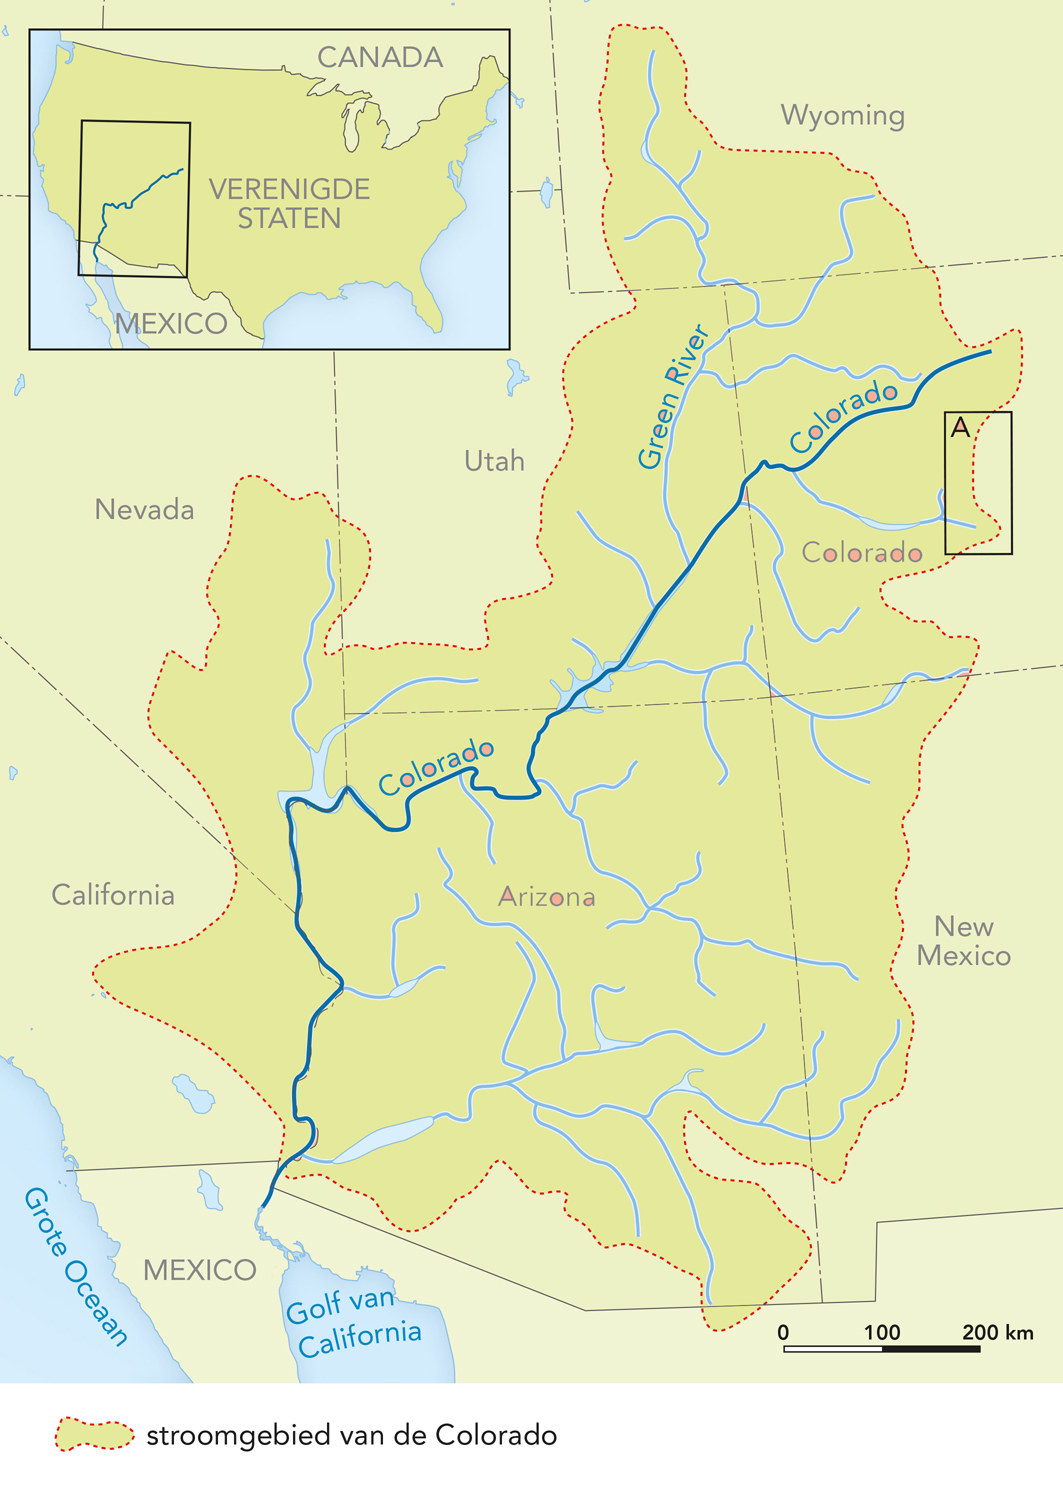 CANADA
VERENIGDE
STATEN
MEXICO
Wyoming
Green River
Colorado
A
Utah
Nevada
Colorado
Colorado
California
Arizona
New
Mexico
Grote Oceaan
MEXICO
Golf van
California
0 100 200 km
stroomgebied van de Colorado